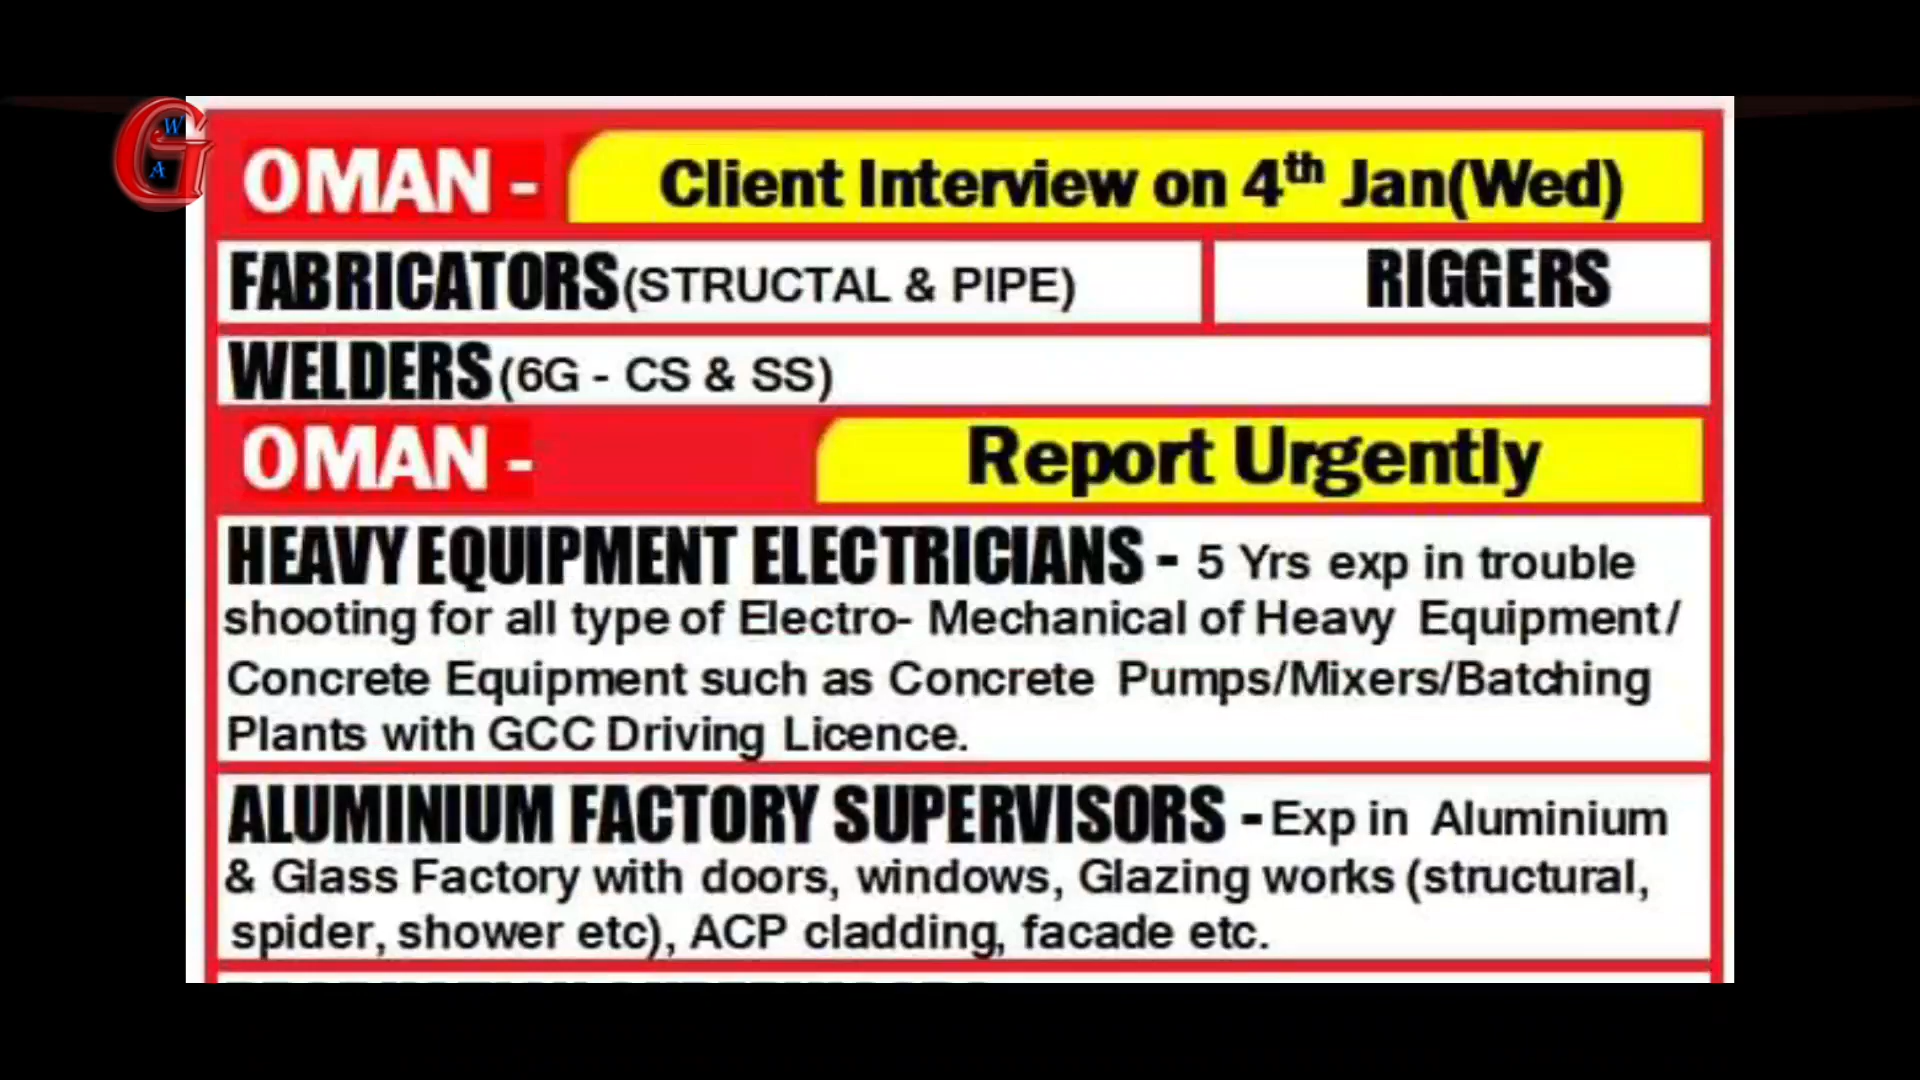 G W A
OMAN - Client Interview on 4th Jan(Wed)
FABRICATORS(STRUCTAL & PIPE) RIGGERS
WELDERS(6G - CS & SS)
OMAN - Report Urgently
HEAVY EQUIPMENT ELECTRICIANS - 5 Yrs exp in trouble
shooting for all type of Electro- Mechanical of Heavy Equipment/
Concrete Equipment such as Concrete Pumps/Mixers/Batching
Plants with GCC Driving Licence.
ALUMINIUM FACTORY SUPERVISORS - Exp in Aluminium
& Glass Factory with doors, windows, Glazing works (structural,
spider, shower etc), ACP cladding, facade etc.